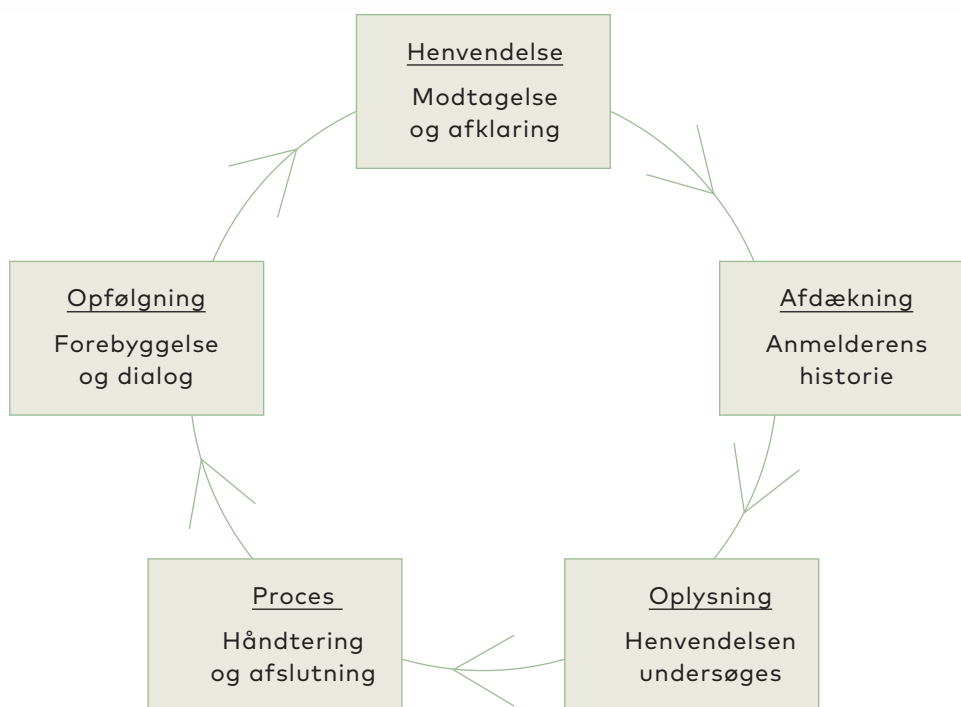 Henvendelse
Modtagelse
og afklaring
Afdækning
Anmelderens
historie
Oplysning
Henvendelsen
undersøges
Proces
Håndtering
og afslutning
Opfølgning
Forebyggelse
og dialog